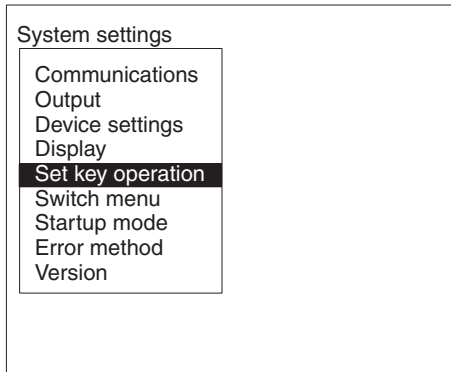 System settings
Communications
Output
Device settings
Display
Set key operation
Switch menu
Startup mode
Error method
Version